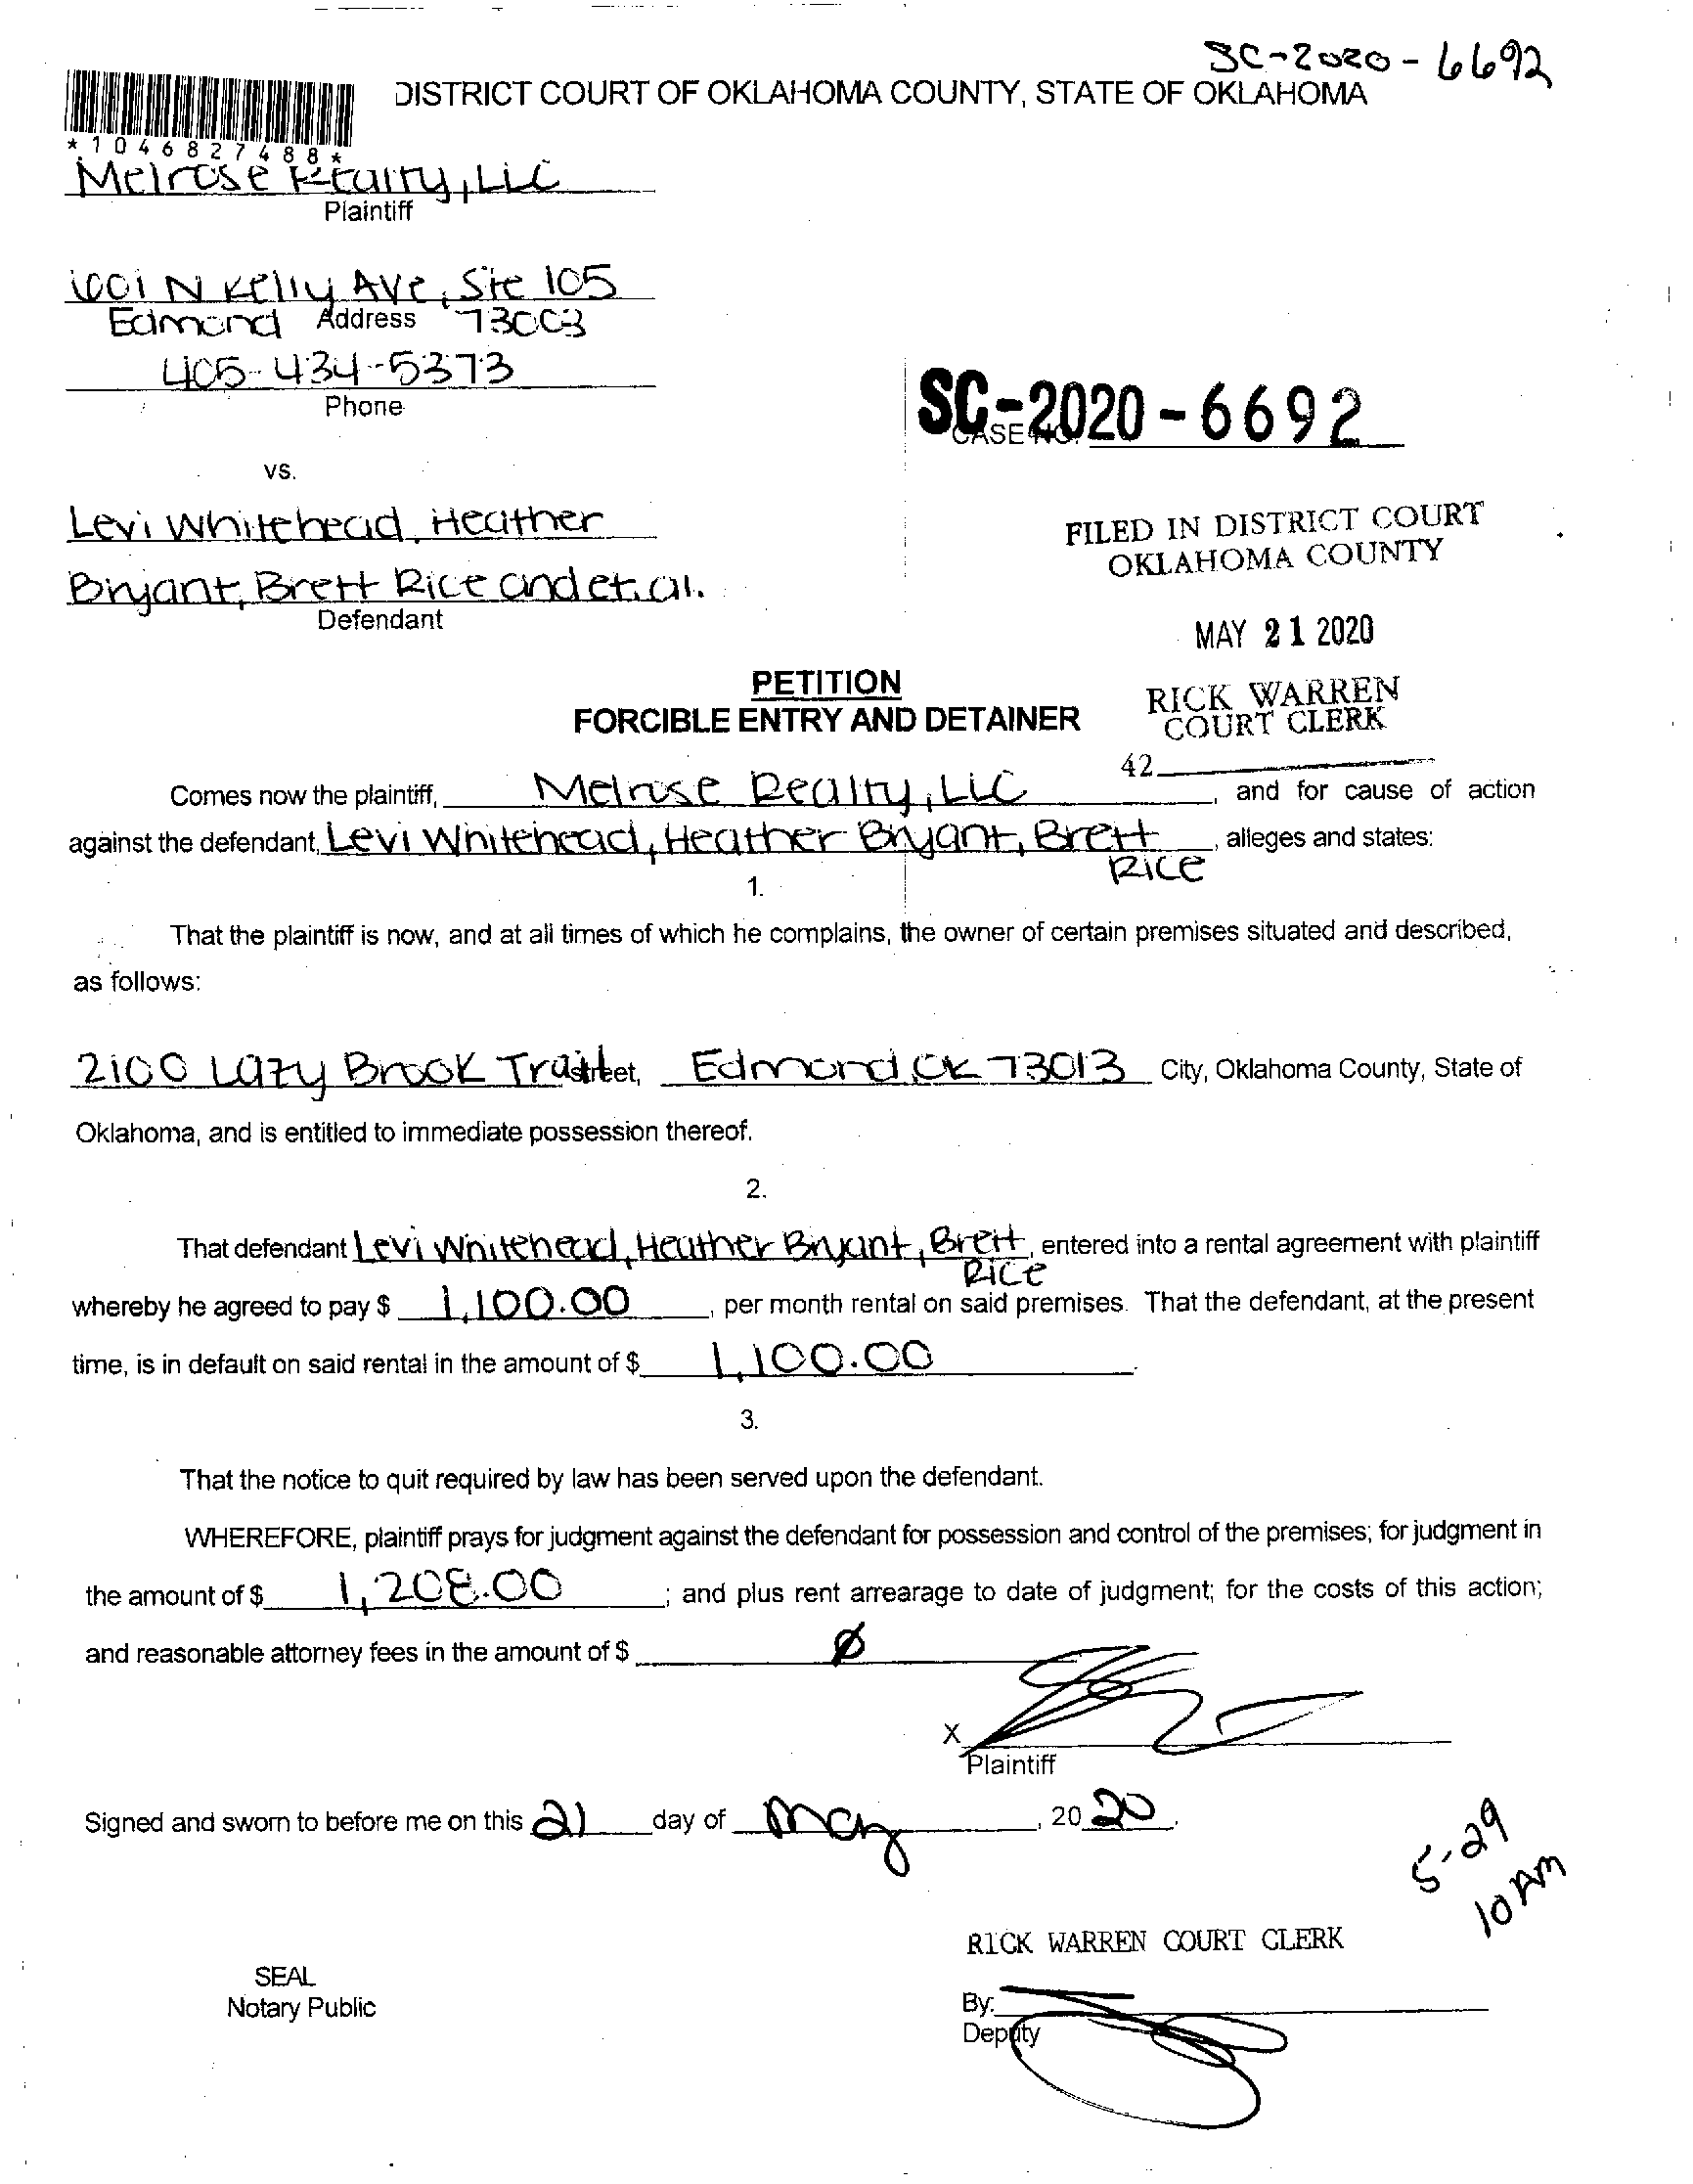 SC-2020-6692
DISTRICT COURT OF OKLAHOMA COUNTY, STATE OF OKLAHOMA
*1046827488*
Melrose Realty, LLC
Plaintiff
N Kelly Ave, Ste 105
Edmond Address 73003
405-434-5373
Phone
SC-2020-6692
CASE NO.
vs.
Levi Whitehead, Heather
Bryant, Brett Rice and et. al.
Defendant
FILED IN DISTRICT COURT
OKLAHOMA COUNTY
MAY 21 2020
RICK WARREN
COURT CLERK
42
PETITION
FORCIBLE ENTRY AND DETAINER
Comes now the plaintiff, Melrose Realty, LLC, and for cause of action
against the defendant, Levi Whitehead, Heather Bryant, Brett Rice, alleges and states:
1.
That the plaintiff is now, and at all times of which he complains, the owner of certain premises situated and described,
as follows:
2100 Lazy Brook Trail street, Edmond, OK 73013 City, Oklahoma County, State of
Oklahoma, and is entitled to immediate possession thereof.
2.
That defendant Levi Whitehead, Heather Bryant, Brett Rice, entered into a rental agreement with plaintiff
whereby he agreed to pay $ 1,100.00, per month rental on said premises. That the defendant, at the present
time, is in default on said rental in the amount of $ 1,100.00.
3.
That the notice to quit required by law has been served upon the defendant.
WHEREFORE, plaintiff prays for judgment against the defendant for possession and control of the premises; for judgment in
the amount of $ 1,208.00; and plus rent arrearage to date of judgment; for the costs of this action;
and reasonable attorney fees in the amount of $ Ø
X
Plaintiff
Signed and sworn to before me on this 21 day of May, 2020.
5-29
10 AM
RICK WARREN COURT CLERK
SEAL
Notary Public
By:
Deputy